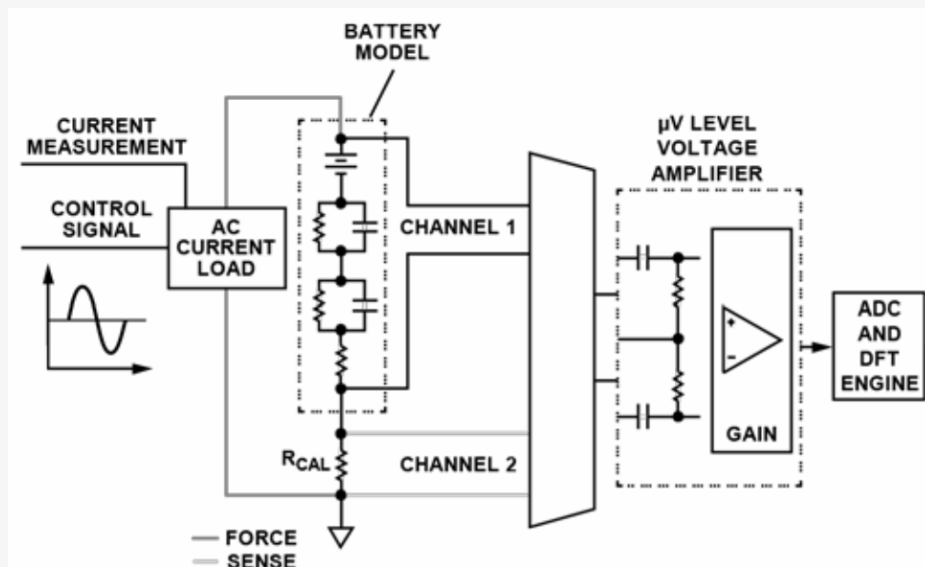 BATTERY
MODEL
CURRENT
MEASUREMENT
µV LEVEL
VOLTAGE
AMPLIFIER
CONTROL
SIGNAL
AC
CURRENT
LOAD
CHANNEL 1
+
−
ADC
AND
DFT
ENGINE
GAIN
RCAL
CHANNEL 2
FORCE
SENSE